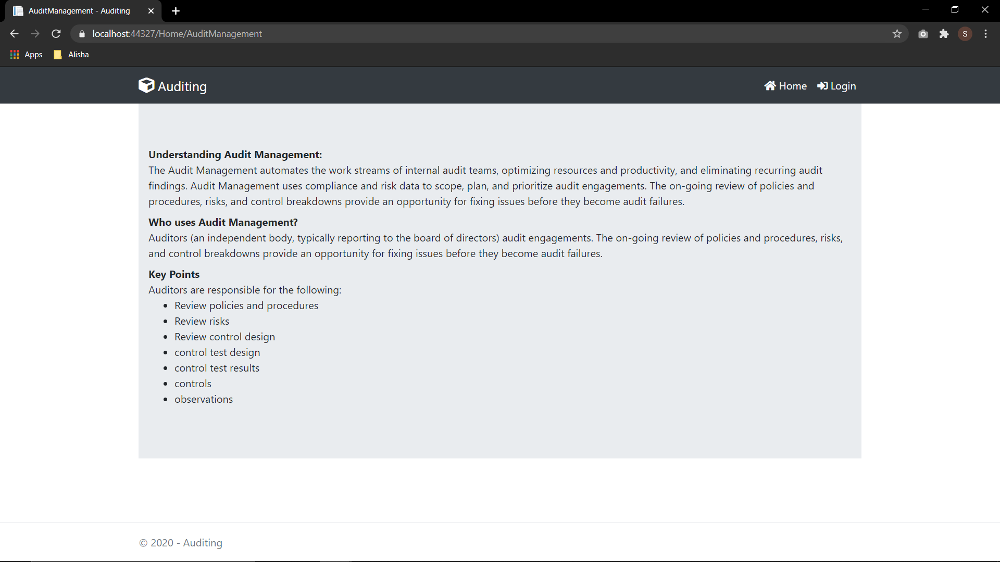 AuditManagement - Auditing
localhost:44327/Home/AuditManagement
S
Apps
Alisha
Auditing
Home
Login
Understanding Audit Management:
The Audit Management automates the work streams of internal audit teams, optimizing resources and productivity, and eliminating recurring audit
findings. Audit Management uses compliance and risk data to scope, plan, and prioritize audit engagements. The on-going review of policies and
procedures, risks, and control breakdowns provide an opportunity for fixing issues before they become audit failures.
Who uses Audit Management?
Auditors (an independent body, typically reporting to the board of directors) audit engagements. The on-going review of policies and procedures, risks,
and control breakdowns provide an opportunity for fixing issues before they become audit failures.
Key Points
Auditors are responsible for the following:
• Review policies and procedures
• Review risks
• Review control design
• control test design
• control test results
• controls
• observations
© 2020 - Auditing